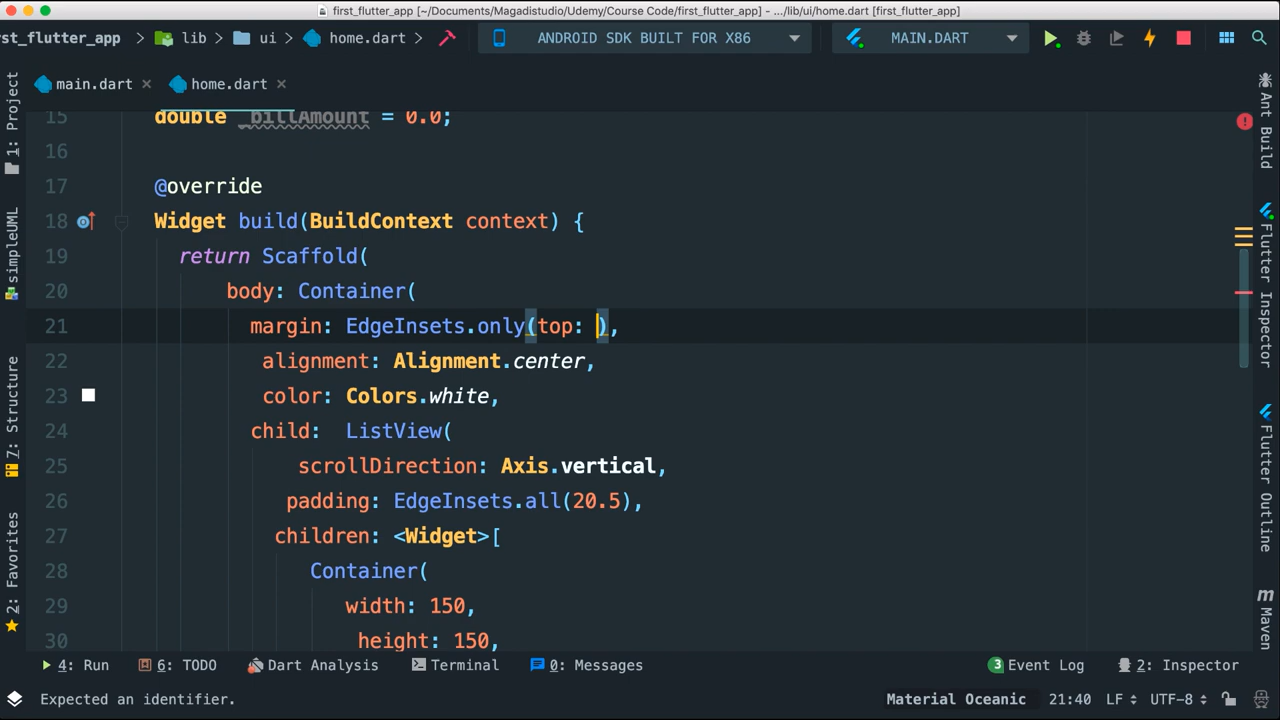 first_flutter_app [~/Documents/Magadistudio/Udemy/Course Code/first_flutter_app] - .../lib/ui/home.dart [first_flutter_app]
rst_flutter_app lib ui home.dart ANDROID SDK BUILT FOR X86 MAIN.DART
main.dart home.dart
15 double _billAmount = 0.0;
16
17 @override
18 Widget build(BuildContext context) {
19 return Scaffold(
20 body: Container(
21 margin: EdgeInsets.only(top: ),
22 alignment: Alignment.center,
23 color: Colors.white,
24 child:  ListView(
25 scrollDirection: Axis.vertical,
26 padding: EdgeInsets.all(20.5),
27 children: <Widget>[
28 Container(
29 width: 150,
30 height: 150,
1: Project
simpleUML
7: Structure
2: Favorites
Ant Build
Flutter Inspector
Flutter Outline
Maven
4: Run 6: TODO Dart Analysis Terminal 0: Messages 3 Event Log 2: Inspector
Expected an identifier. Material Oceanic 21:40 LF UTF-8